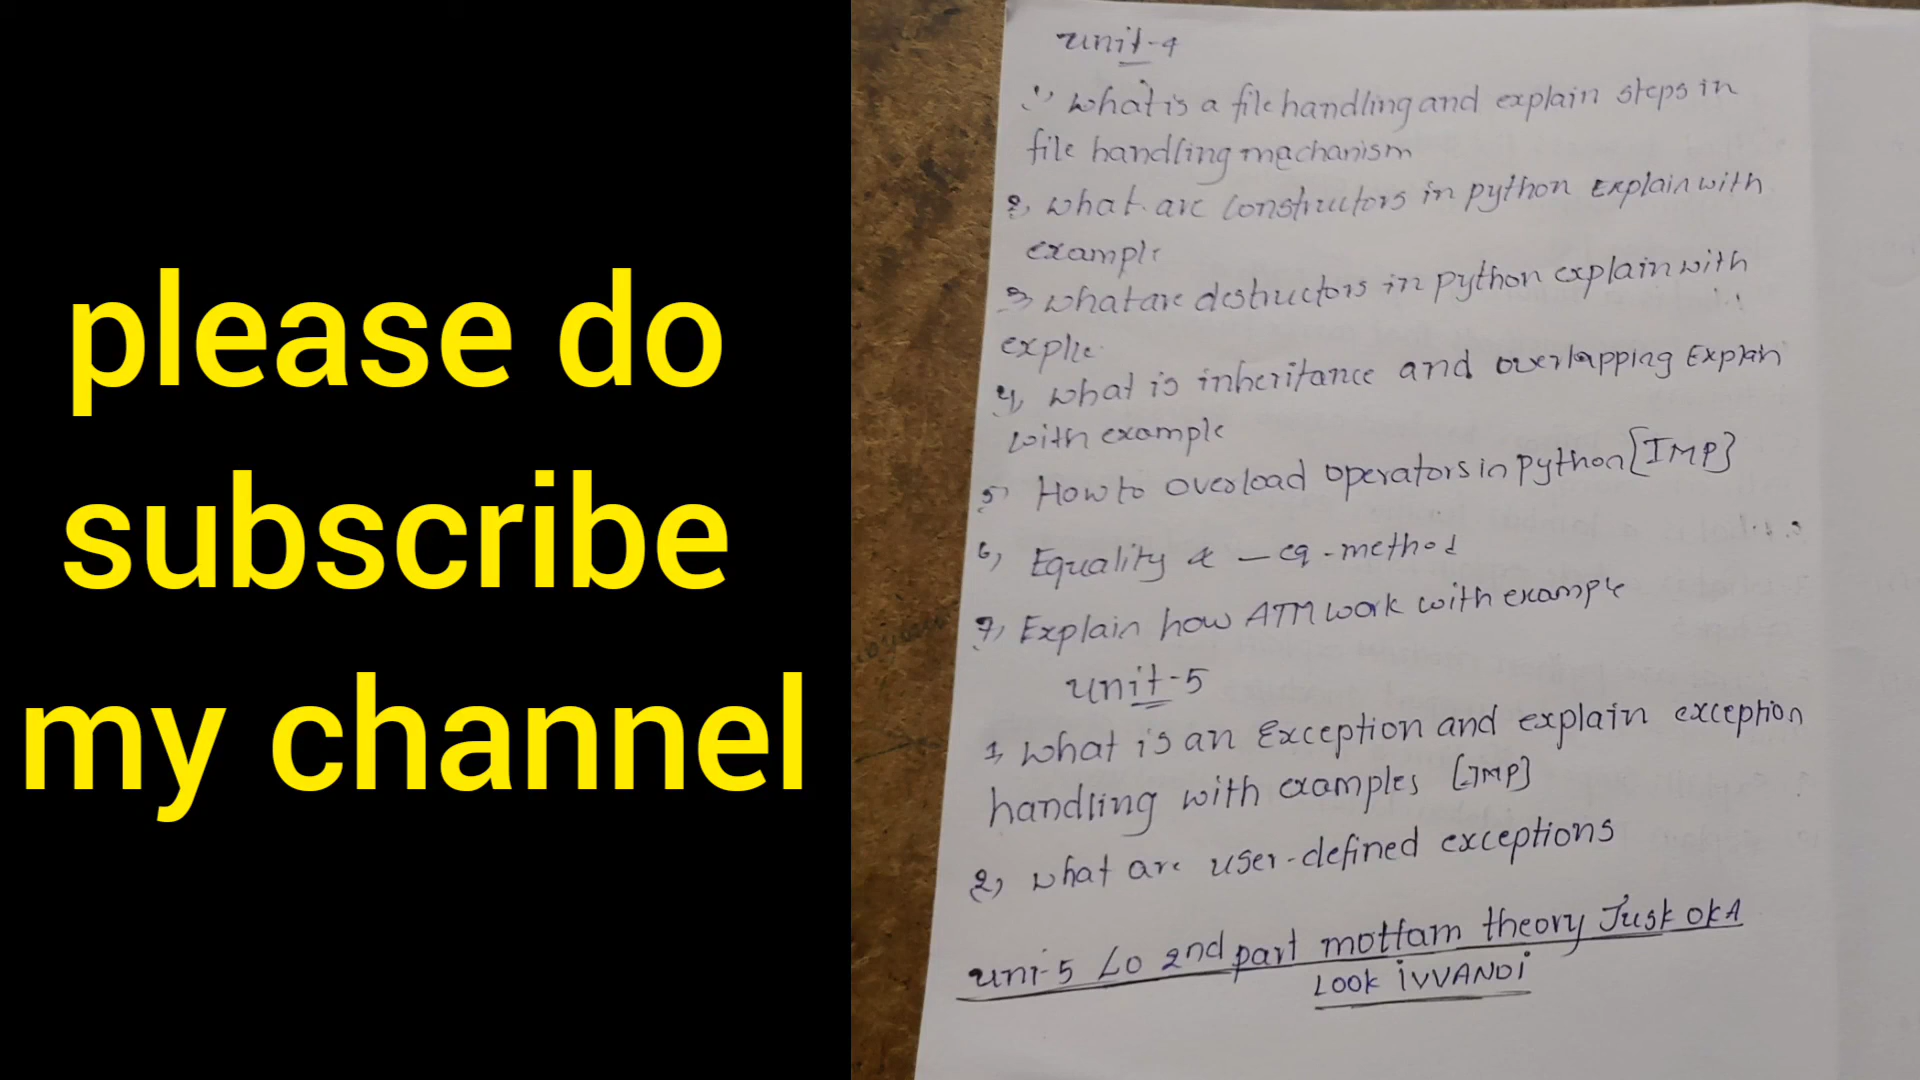 please do
subscribe
my channel
unit-4
1) What is a file handling and explain steps in
file handling mechanism
2, what are constructors in python Explain with
example
3 what are destructors in python explain with
explie
4, what is inheritance and overlapping Explain
with example
5) How to overload operators in python [IMP]
6) Equality & _eq-method
7, Explain how ATM work with example
unit-5
1, What is an Exception and explain exception
handling with examples [IMP]
2, what are user-defined exceptions
uni-5 Lo 2nd part mottam theory Jusk okA
Look iVVANDi